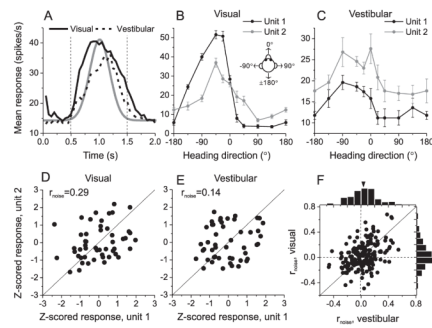 A
Visual
Vestibular
Mean response (spikes/s)
45
40
35
30
25
20
15
10
0.0 0.5 1.0 1.5 2.0
Time (s)
B Visual
Unit 1
Unit 2
0°
-90° +90°
±180°
60
50
40
30
20
10
0
-180 -90 0 90 180
Heading direction (°)
C Vestibular
Unit 1
Unit 2
35
30
25
20
15
10
5
-180 -90 0 90 180
Heading direction (°)
D Visual
rnoise=0.29
Z-scored response, unit 2
3
2
1
0
-1
-2
-3
-3 -2 -1 0 1 2 3
Z-scored response, unit 1
E Vestibular
rnoise=0.14
3
2
1
0
-1
-2
-3
-3 -2 -1 0 1 2 3
Z-scored response, unit 1
F
rnoise, visual
0.8
0.4
0.0
-0.4
-0.4 0.0 0.4 0.8
rnoise, vestibular